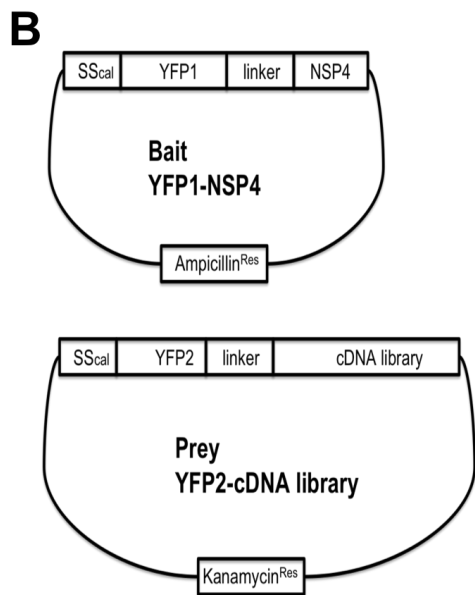 B
SScal YFP1 linker NSP4
Bait
YFP1-NSP4
AmpicillinRes
SScal YFP2 linker cDNA library
Prey
YFP2-cDNA library
KanamycinRes